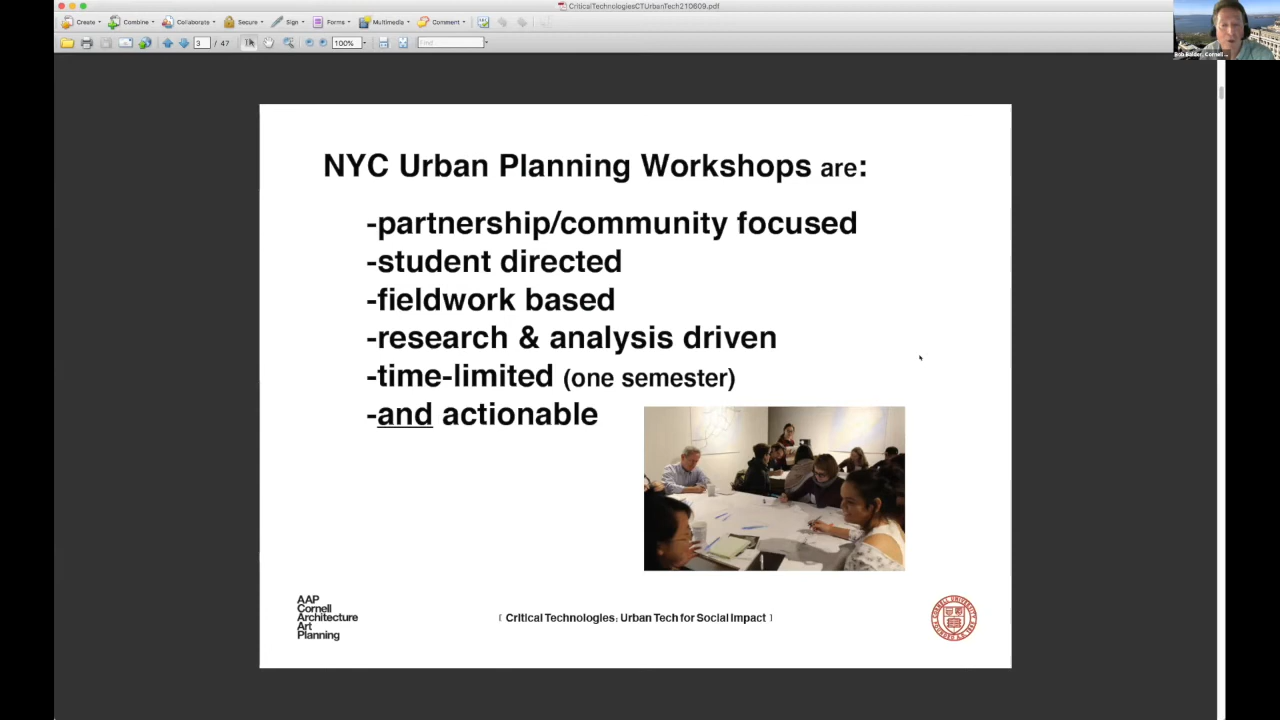 CriticalTechnologiesCTUrbanTech210609.pdf
Create Combine Collaborate Secure Sign Forms Multimedia Comment
3 / 47 100% Find
NYC Urban Planning Workshops are:
-partnership/community focused
-student directed
-fieldwork based
-research & analysis driven
-time-limited (one semester)
-and actionable
AAP
Cornell
Architecture
Art
Planning
[ Critical Technologies: Urban Tech for Social Impact ]
CORNELL UNIVERSITY